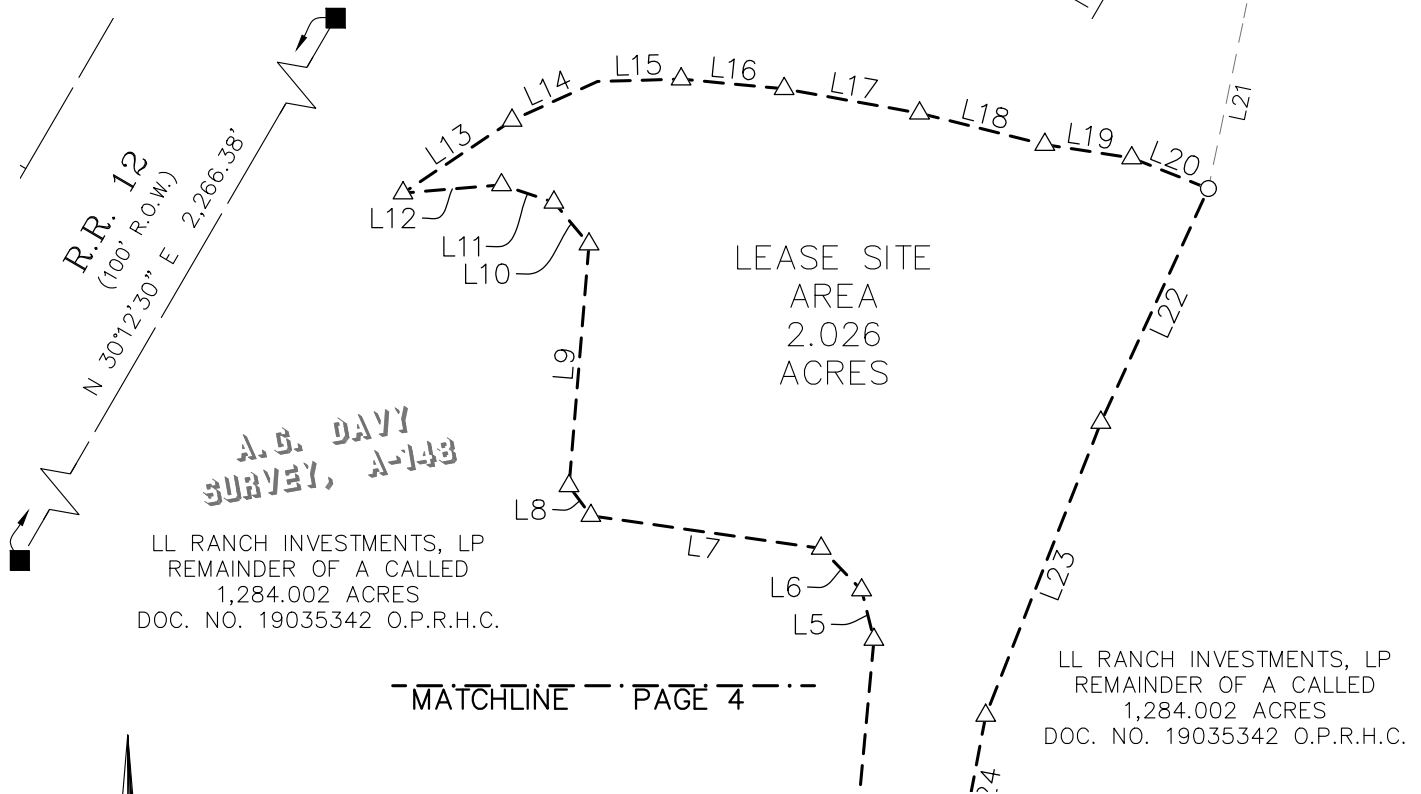 L13
L14
L15
L16
L17
L18
L19
L20
L21
R.R. 12
(100' R.O.W.)
N 30°12'30" E 2,266.38'
L12
L11
L10
LEASE SITE
AREA
2.026
ACRES
L22
L9
A.G. DAVY
SURVEY, A-148
L8
L7
LL RANCH INVESTMENTS, LP
REMAINDER OF A CALLED
1,284.002 ACRES
DOC. NO. 19035342 O.P.R.H.C.
L6
L5
L23
MATCHLINE PAGE 4
LL RANCH INVESTMENTS, LP
REMAINDER OF A CALLED
1,284.002 ACRES
DOC. NO. 19035342 O.P.R.H.C.
24